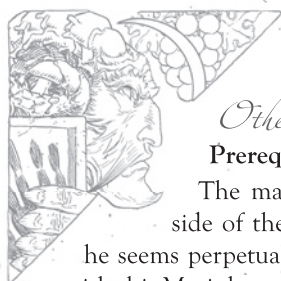 Othe
Prereq
The ma
side of the
he seems perpetua